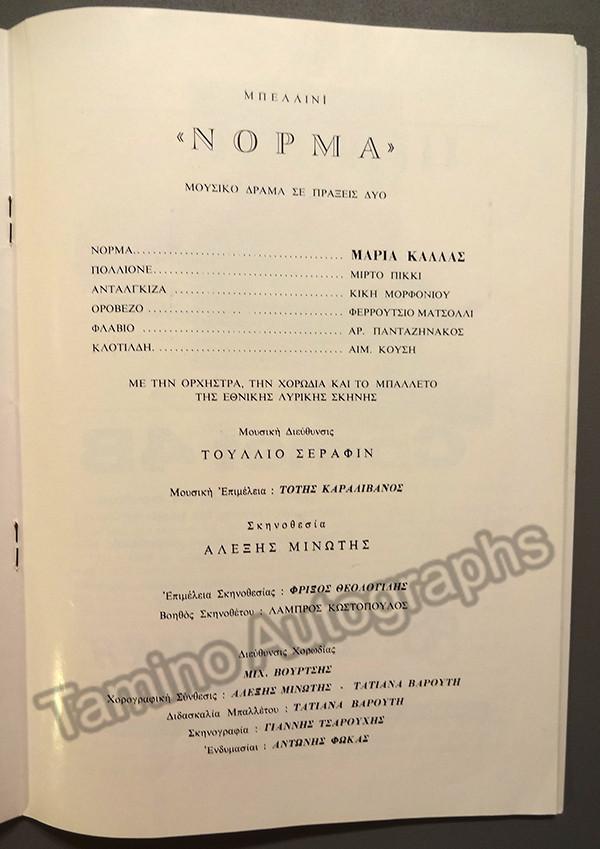 ΜΠΕΛΛΙΝΙ
«ΝΟΡΜΑ»
ΜΟΥΣΙΚΟ ΔΡΑΜΑ ΣΕ ΠΡΑΞΕΙΣ ΔΥΟ
ΝΟΡΜΑ........................................ ΜΑΡΙΑ ΚΑΛΛΑΣ
ΠΟΛΛΙΟΝΕ........................................ ΜΙΡΤΟ ΠΙΚΚΙ
ΑΝΤΑΛΓΚΙΖΑ ........................................ ΚΙΚΗ ΜΟΡΦΟΝΙΟΥ
ΟΡΟΒΕΖΟ ........................................ ΦΕΡΡΟΥΤΣΙΟ ΜΑΤΣΟΛΛΙ
ΦΛΑΒΙΟ ........................................ ΑΡ. ΠΑΝΤΑΖΗΝΑΚΟΣ
ΚΛΟΤΙΛΔΗ........................................ ΑΙΜ. ΚΟΥΣΗ
ΜΕ ΤΗΝ ΟΡΧΗΣΤΡΑ, ΤΗΝ ΧΟΡΩΔΙΑ ΚΑΙ ΤΟ ΜΠΑΛΛΕΤΟ
ΤΗΣ ΕΘΝΙΚΗΣ ΛΥΡΙΚΗΣ ΣΚΗΝΗΣ
Μουσική Διεύθυνσις
ΤΟΥΛΛΙΟ ΣΕΡΑΦΙΝ
Μουσική Ἐπιμέλεια : ΤΟΤΗΣ ΚΑΡΑΛΙΒΑΝΟΣ
Σκηνοθεσία
ΑΛΕΞΗΣ ΜΙΝΩΤΗΣ
Ἐπιμέλεια Σκηνοθεσίας : ΦΡΙΞΟΣ ΘΕΟΛΟΓΙΔΗΣ
Βοηθὸς Σκηνοθέτου : ΛΑΜΠΡΟΣ ΚΩΣΤΟΠΟΥΛΟΣ
Διεύθυνσις Χορωδίας
ΜΙΧ. ΒΟΥΡΤΣΗΣ
Χορογραφικὴ Σύνθεσις : ΑΛΕΞΗΣ ΜΙΝΩΤΗΣ - ΤΑΤΙΑΝΑ ΒΑΡΟΥΤΗ
Διδασκαλία Μπαλλέτου : ΤΑΤΙΑΝΑ ΒΑΡΟΥΤΗ
Σκηνογραφία : ΓΙΑΝΝΗΣ ΤΣΑΡΟΥΧΗΣ
Ἐνδυμασίαι : ΑΝΤΩΝΗΣ ΦΩΚΑΣ
Tamino Autographs